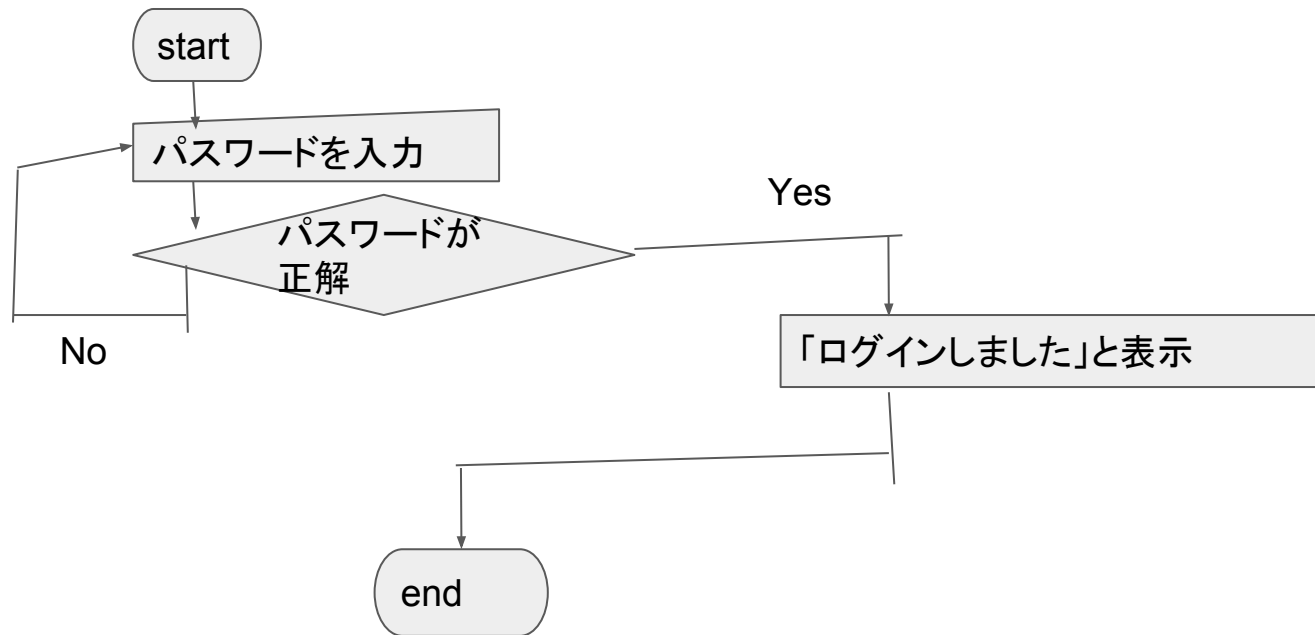 start
パスワードを入力
Yes
パスワードが
正解
No
「ログインしました」と表示
end